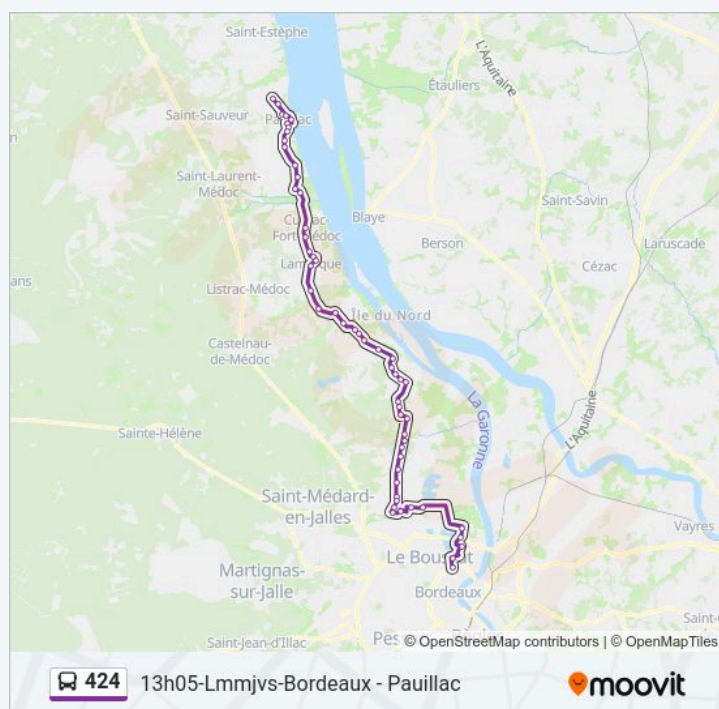 Saint-Estèphe
L'Aquitaine
Étauliers
Saint-Sauveur
Saint-Laurent-
Médoc
Blaye
Saint-Savin
Berson
Laruscade
Cézac
Listrac-Médoc
Île du Nord
Castelnau-
de-Médoc
La Garonne
L'Aquitaine
Sainte-Hélène
Saint-Médard-
en-Jalles
Vayres
Le Bouscat
Martignas-
sur-Jalle
Bordeaux
Saint-Jean-d'Illac
© OpenStreetMap contributors | © OpenMapTiles
424 13h05-Lmmjvs-Bordeaux - Pauillac
moovit